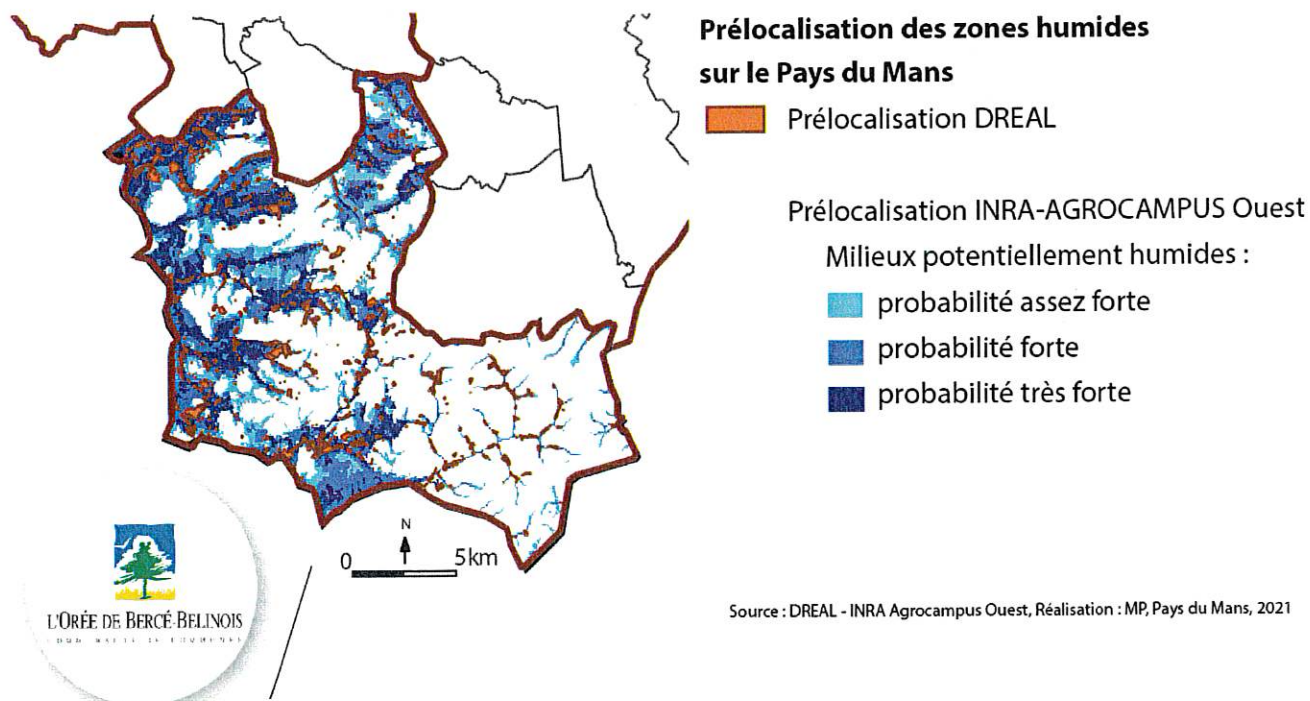 Prélocalisation des zones humides
sur le Pays du Mans
Prélocalisation DREAL
Prélocalisation INRA-AGROCAMPUS Ouest
Milieux potentiellement humides :
probabilité assez forte
probabilité forte
probabilité très forte
N
0 5km
L'ORÉE DE BERCÉ-BELINOIS
Source : DREAL - INRA Agrocampus Ouest, Réalisation : MP, Pays du Mans, 2021